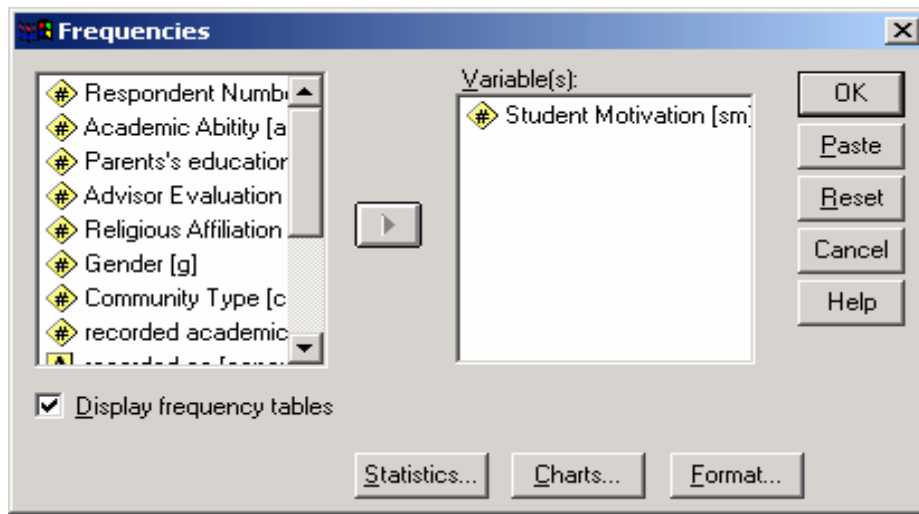 Frequencies
Respondent Numbe
Academic Abitity [a
Parents's education
Advisor Evaluation
Religious Affiliation
Gender [g]
Community Type [c
recorded academic
Display frequency tables
Variable(s):
Student Motivation [sm]
OK
Paste
Reset
Cancel
Help
Statistics...
Charts...
Format...